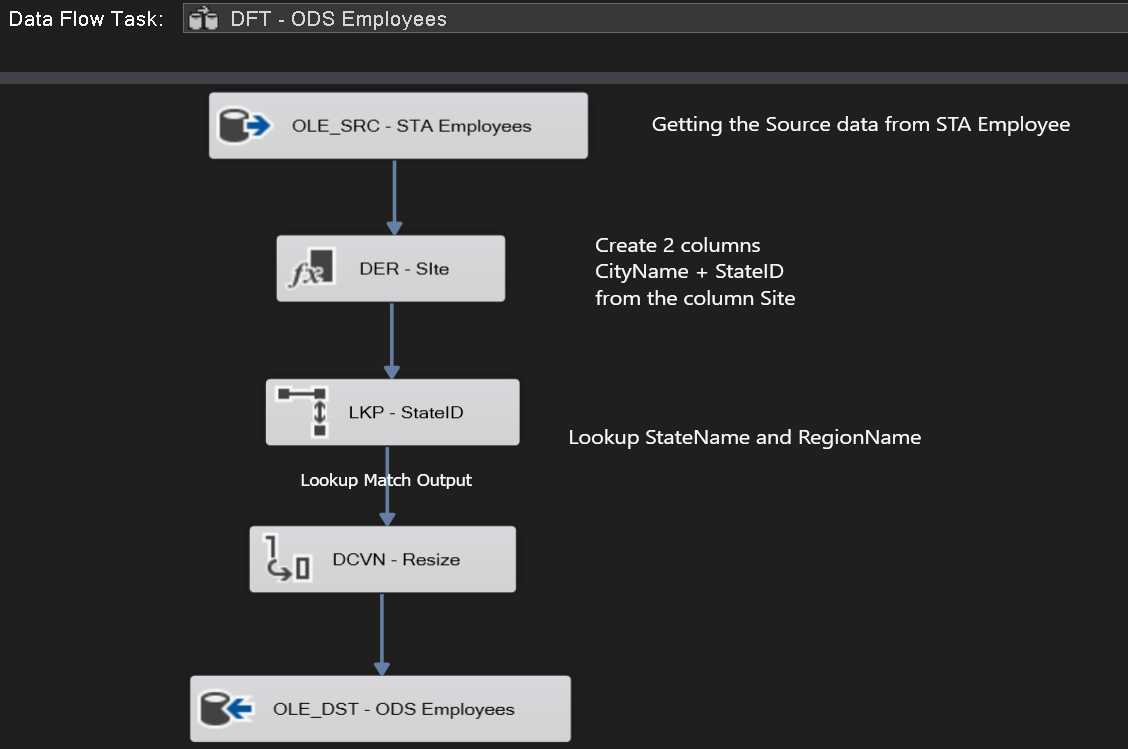 Data Flow Task: DFT - ODS Employees
OLE_SRC - STA Employees
Getting the Source data from STA Employee
DER - SIte
Create 2 columns
CityName + StateID
from the column Site
LKP - StateID
Lookup StateName and RegionName
Lookup Match Output
DCVN - Resize
OLE_DST - ODS Employees